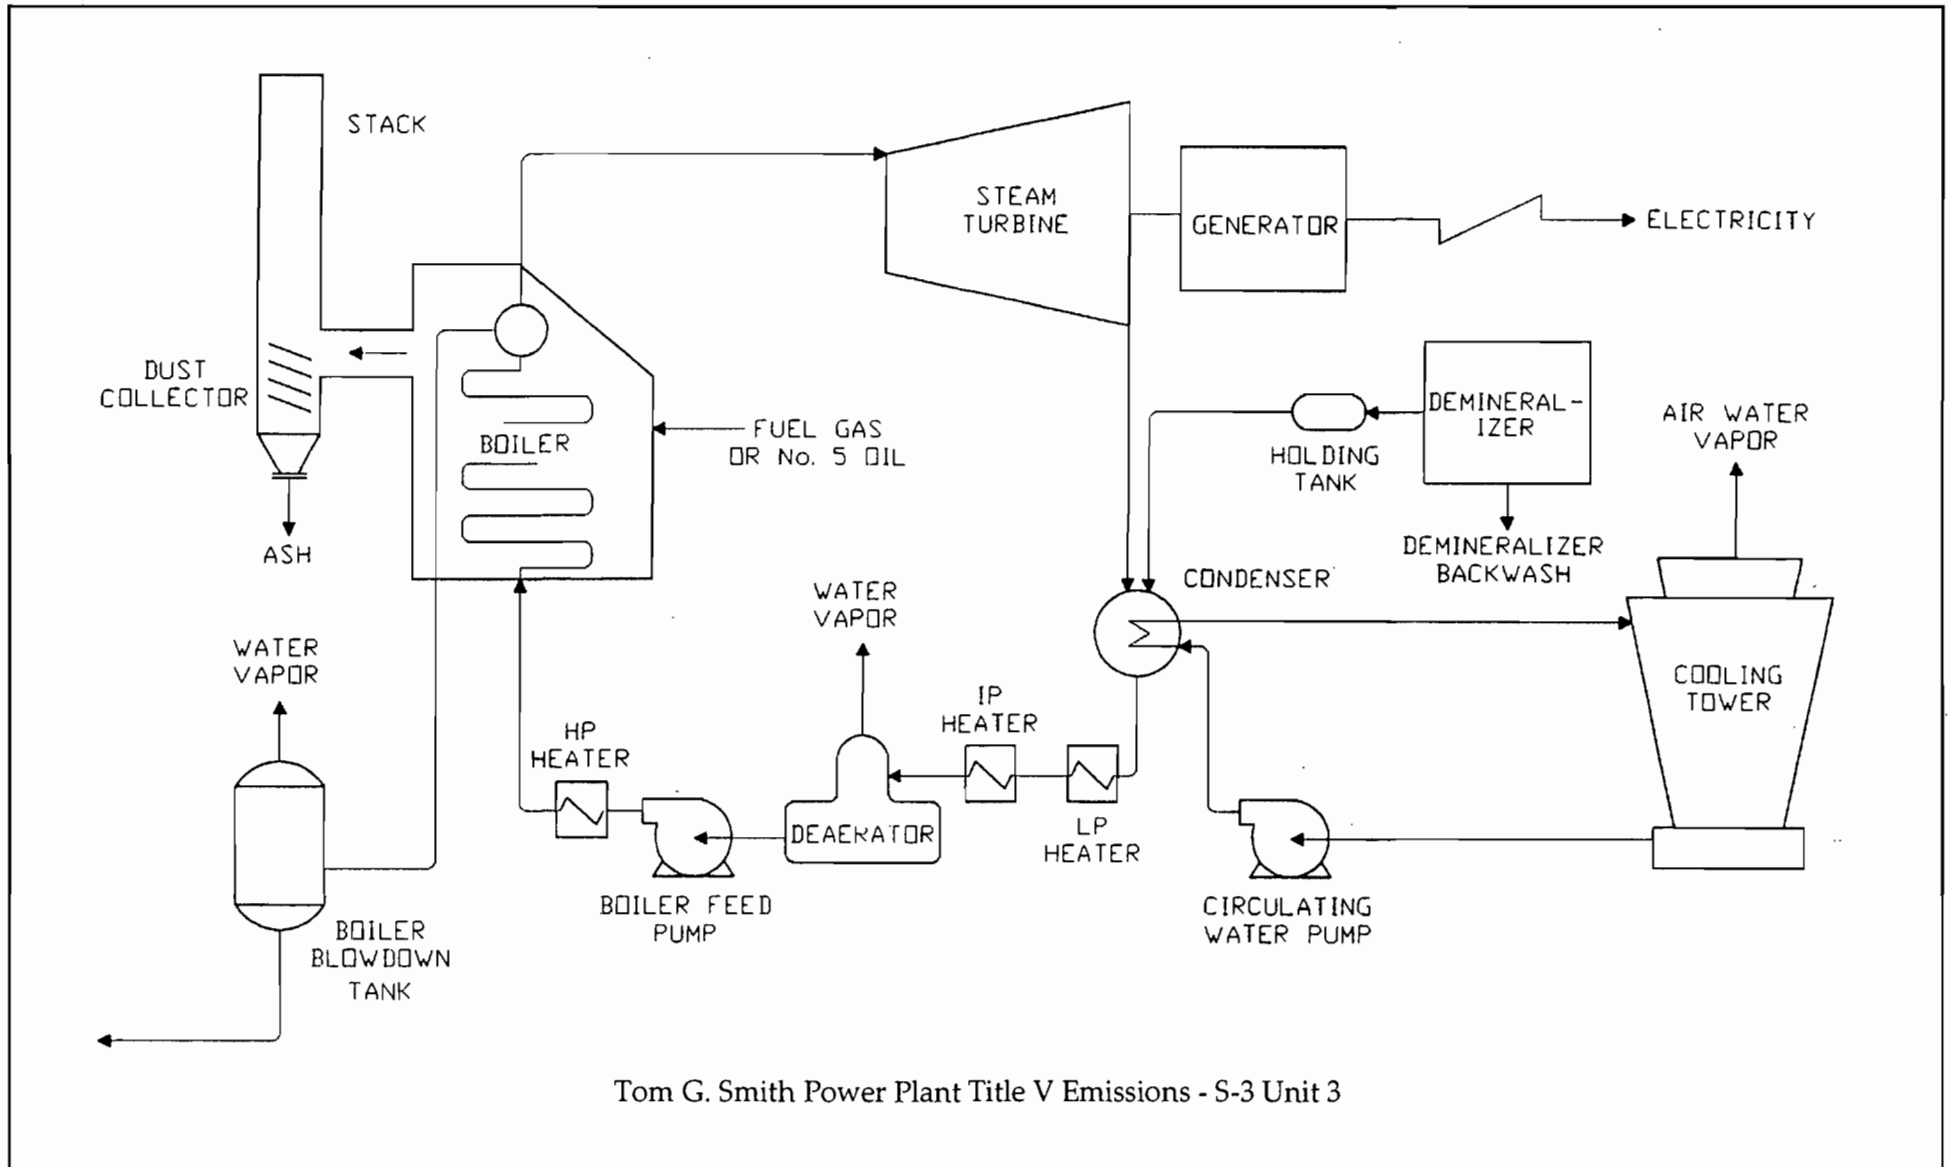 STACK
STEAM
TURBINE
GENERATOR
ELECTRICITY
DUST
COLLECTOR
BOILER
FUEL GAS
OR No. 5 OIL
ASH
DEMINERAL-
IZER
HOLDING
TANK
DEMINERALIZER
BACKWASH
AIR WATER
VAPOR
CONDENSER
COOLING
TOWER
WATER
VAPOR
WATER
VAPOR
HP
HEATER
IP
HEATER
LP
HEATER
DEAERATOR
BOILER FEED
PUMP
CIRCULATING
WATER PUMP
BOILER
BLOWDOWN
TANK
Tom G. Smith Power Plant Title V Emissions - S-3 Unit 3